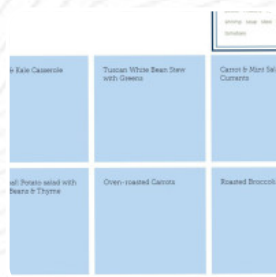 & Kale Casserole
Tuscan White Bean Stew
with Greens
Carrot & Mint Sal
Currants
Potato salad with
Beans & Thyme
Oven-roasted Carrots
Roasted Broccoli